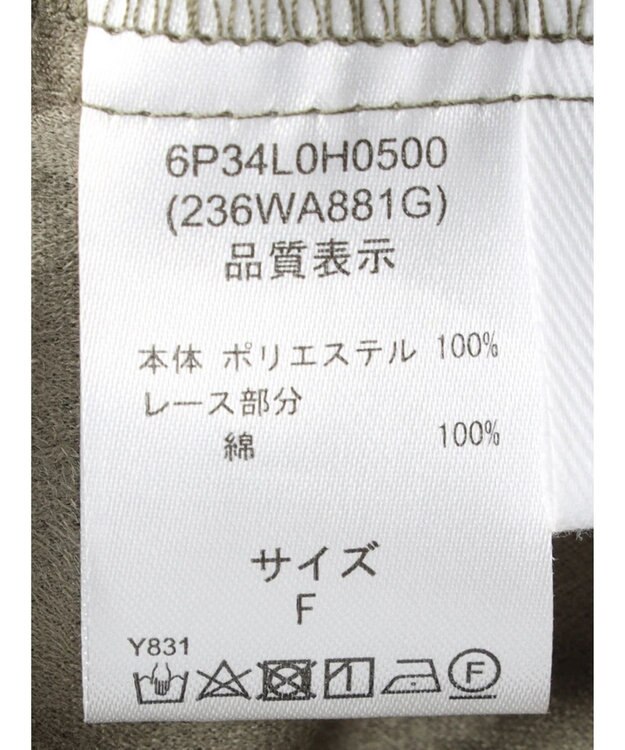 6P34L0H0500
(236WA881G)
品質表示
本体 ポリエステル 100%
レース部分
綿 100%
サイズ
F
Y831
F